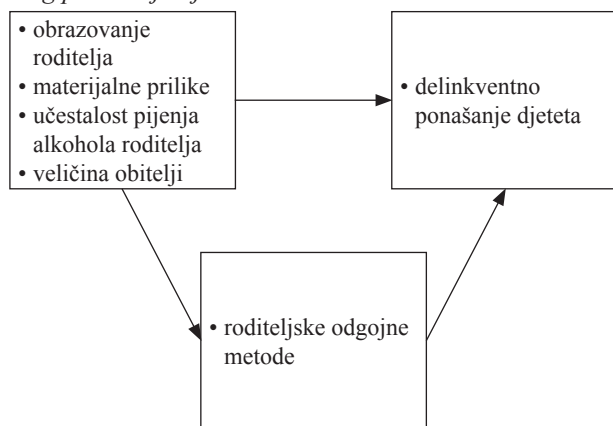 • obrazovanje
roditelja
• materijalne prilike
• učestalost pijenja
alkohola roditelja
• veličina obitelji
• delinkventno
ponašanje djeteta
• roditeljske odgojne
metode